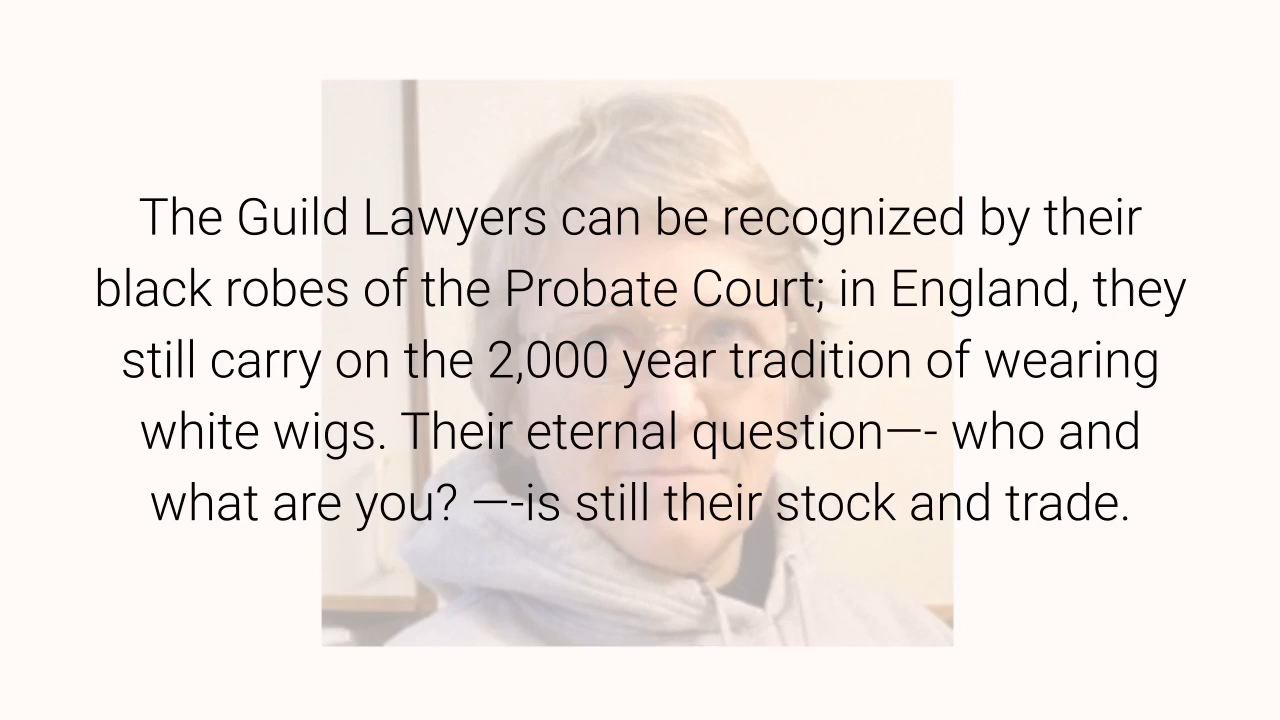 The Guild Lawyers can be recognized by their
black robes of the Probate Court; in England, they
still carry on the 2,000 year tradition of wearing
white wigs. Their eternal question—- who and
what are you? —-is still their stock and trade.